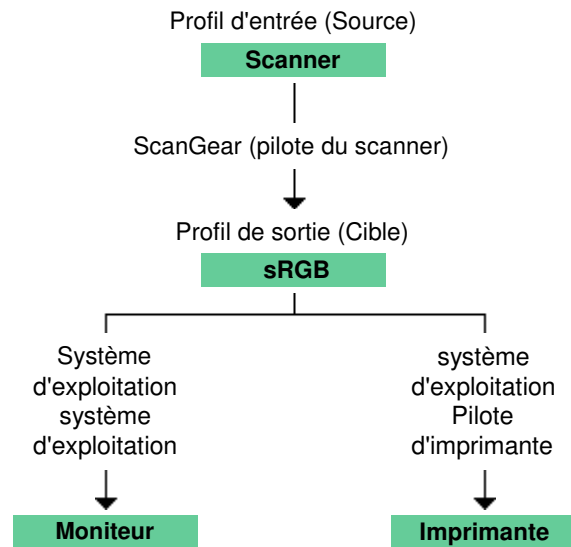 Profil d'entrée (Source)
Scanner
ScanGear (pilote du scanner)
Profil de sortie (Cible)
sRGB
Système
d'exploitation
système
d'exploitation
système
d'exploitation
Pilote
d'imprimante
Moniteur
Imprimante